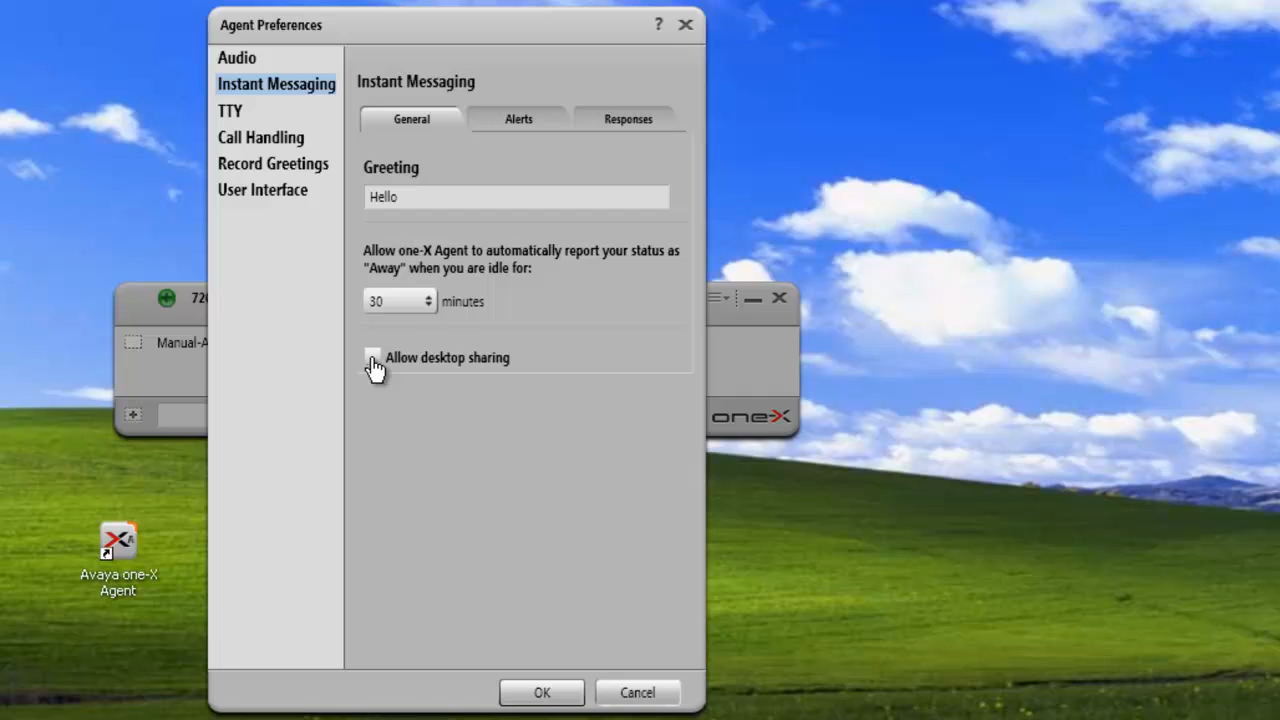 Agent Preferences
?
Audio
Instant Messaging
TTY
Call Handling
Record Greetings
User Interface
Instant Messaging
General
Alerts
Responses
Greeting
Hello
Allow one-X Agent to automatically report your status as
"Away" when you are idle for:
30 minutes
Allow desktop sharing
OK
Cancel
Manual-A
one-X
Avaya one-X
Agent